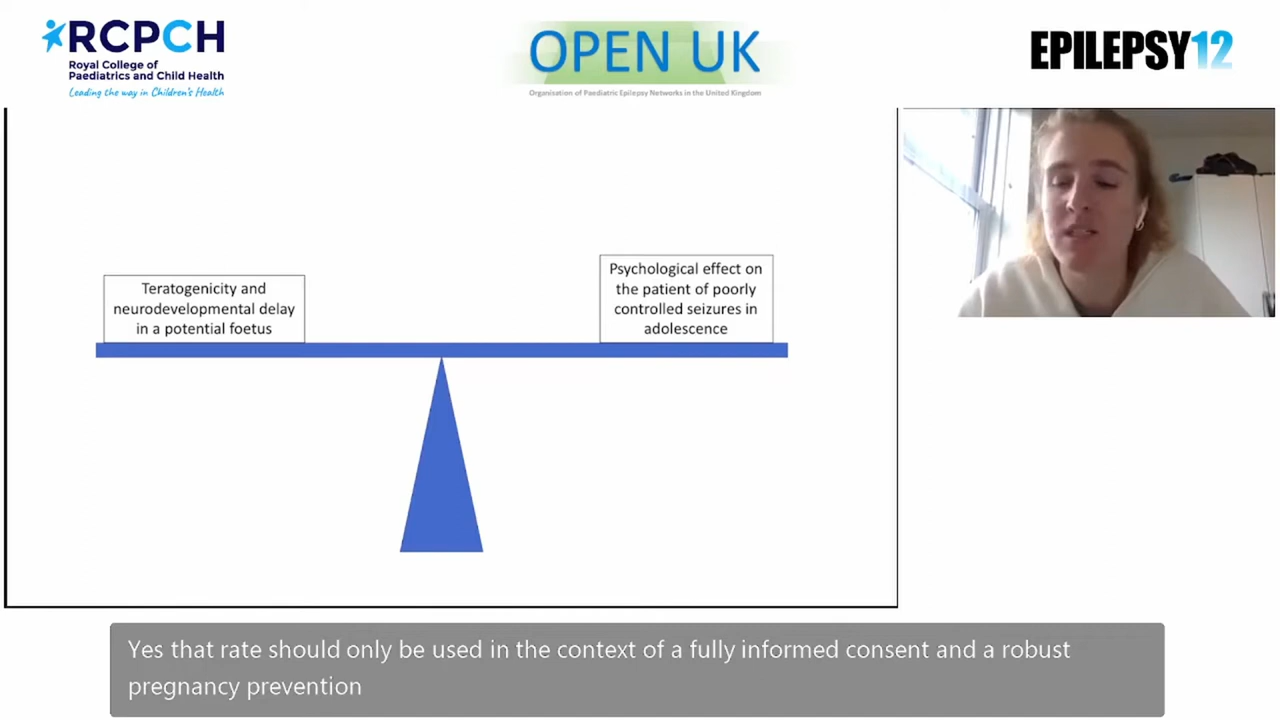 RCPCH
Royal College of
Paediatrics and Child Health
Leading the way in Children's Health
OPEN UK
Organisation of Paediatric Epilepsy Networks in the United Kingdom
EPILEPSY12
Teratogenicity and
neurodevelopmental delay
in a potential foetus
Psychological effect on
the patient of poorly
controlled seizures in
adolescence
Yes that rate should only be used in the context of a fully informed consent and a robust
pregnancy prevention